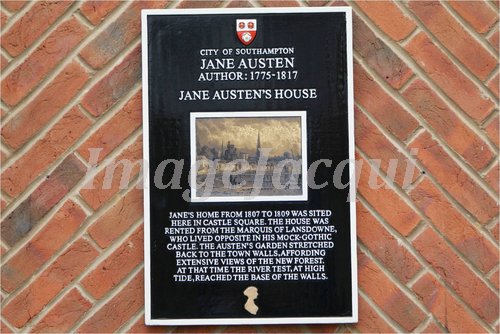 CITY OF SOUTHAMPTON
JANE AUSTEN
AUTHOR: 1775-1817
JANE AUSTEN'S HOUSE
ImageJacqui
JANE'S HOME FROM 1807 TO 1809 WAS SITED
HERE IN CASTLE SQUARE. THE HOUSE WAS
RENTED FROM THE MARQUIS OF LANSDOWNE,
WHO LIVED OPPOSITE IN HIS MOCK-GOTHIC
CASTLE. THE AUSTEN'S GARDEN STRETCHED
BACK TO THE TOWN WALLS, AFFORDING
EXTENSIVE VIEWS OF THE NEW FOREST.
AT THAT TIME THE RIVER TEST, AT HIGH
TIDE, REACHED THE BASE OF THE WALLS.